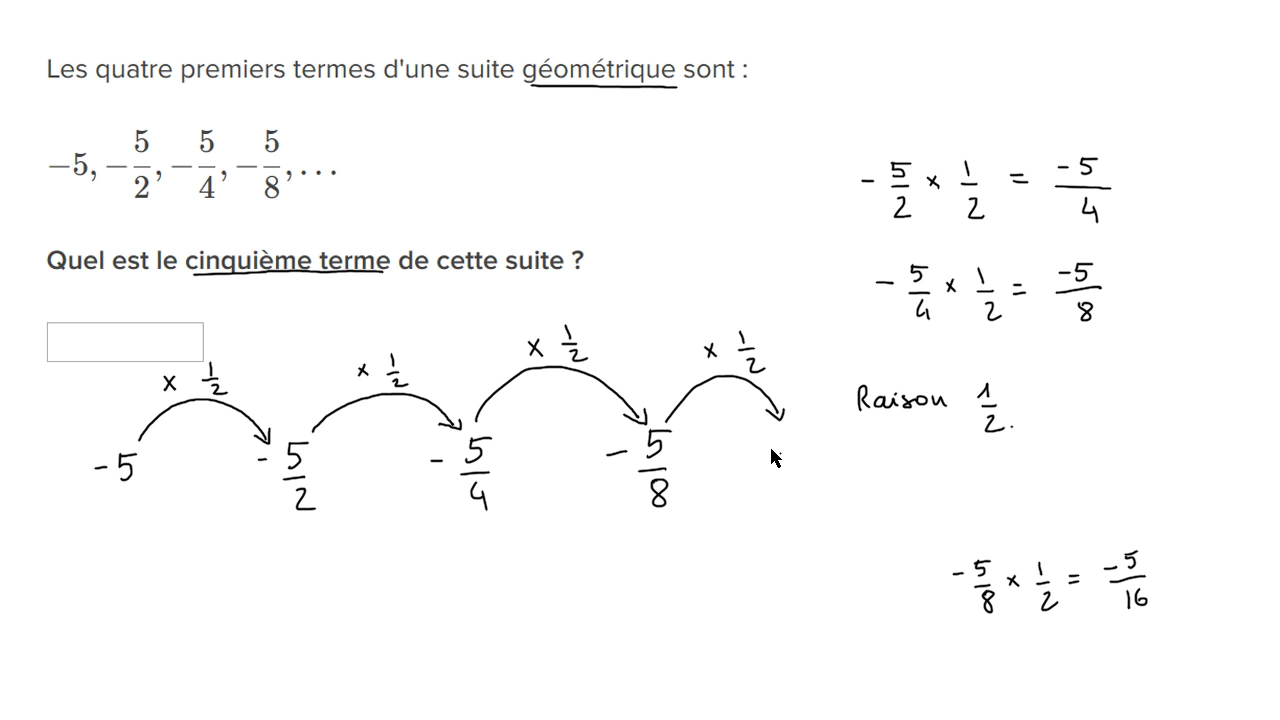 Les quatre premiers termes d'une suite géométrique sont :
−5, −5/2, −5/4, −5/8, ...
Quel est le cinquième terme de cette suite ?
× 1/2 × 1/2 × 1/2 × 1/2
-5 -5/2 -5/4 -5/8
-5/2 × 1/2 = -5/4
-5/4 × 1/2 = -5/8
Raison 1/2.
-5/8 × 1/2 = -5/16